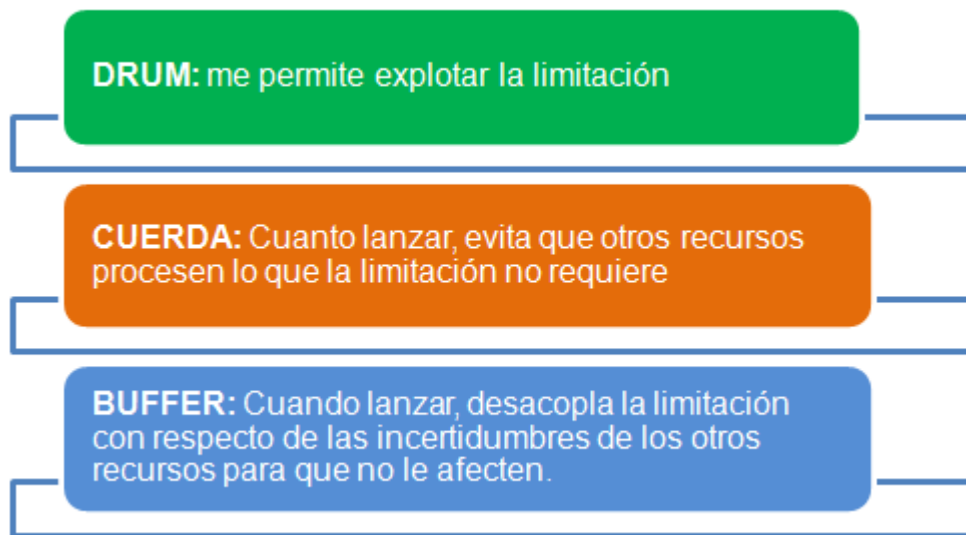 DRUM: me permite explotar la limitación
CUERDA: Cuanto lanzar, evita que otros recursos
procesen lo que la limitación no requiere
BUFFER: Cuando lanzar, desacopla la limitación
con respecto de las incertidumbres de los otros
recursos para que no le afecten.